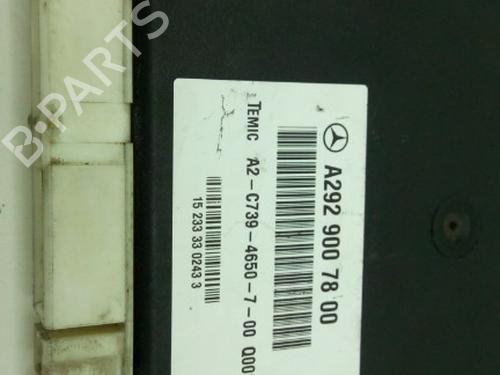 A292 900 78 00
TEMIC A2-C739-4650-7-00 Q00
15 233 33 0243 3
B-PARTS